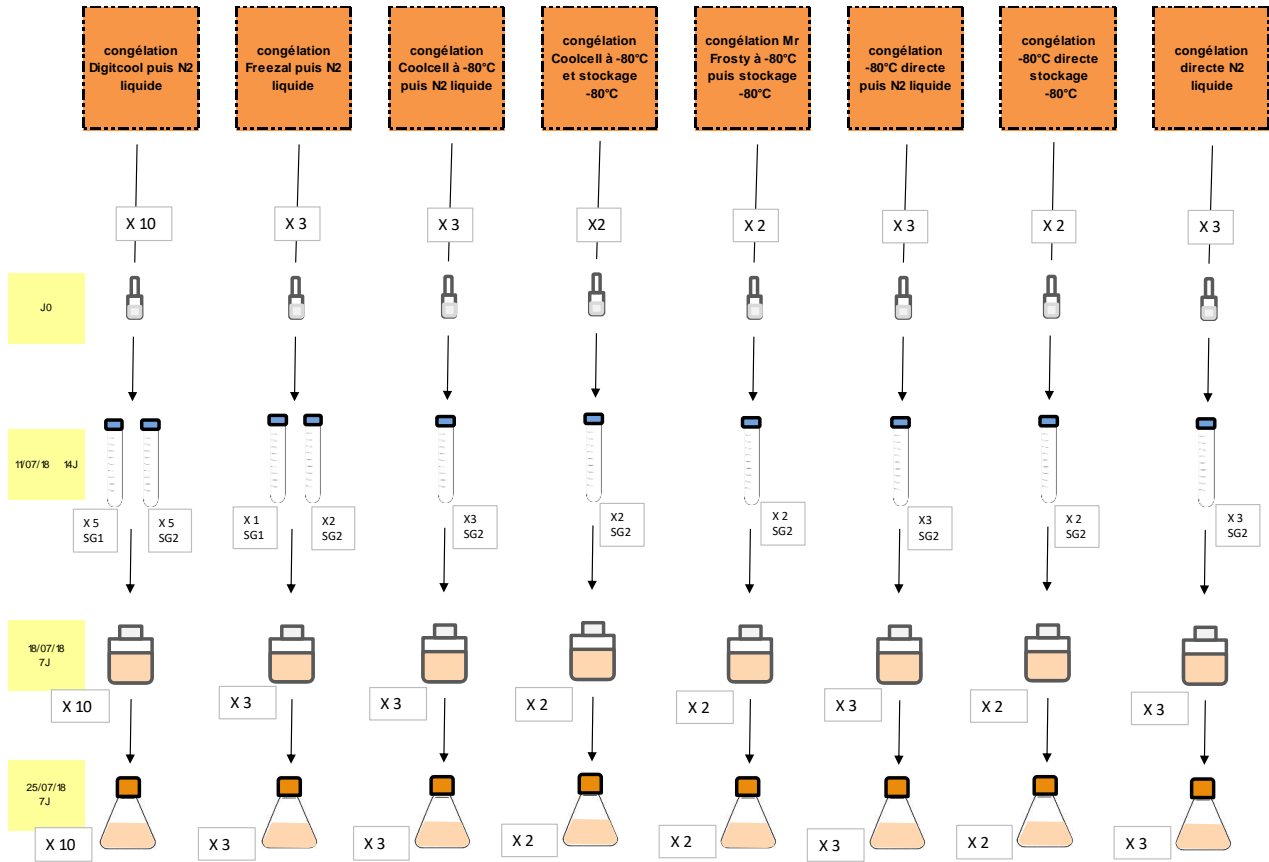 congélation
Digitcool puis N2
liquide
congélation
Freezal puis N2
liquide
congélation
Coolcell à -80°C
puis N2 liquide
congélation
Coolcell à -80°C
et stockage
-80°C
congélation Mr
Frosty à -80°C
puis stockage
-80°C
congélation
-80°C directe
puis N2 liquide
congélation
-80°C directe
stockage
-80°C
congélation
directe N2
liquide
X 10
X 3
X 3
X2
X 2
X 3
X 2
X 3
J0
11/07/18 14J
X 5
SG1
X 5
SG2
X 1
SG1
X2
SG2
X3
SG2
X2
SG2
X 2
SG2
X3
SG2
X 2
SG2
X 3
SG2
18/07/18
7J
X 10
X 3
X 3
X 2
X 2
X 3
X 2
X 3
25/07/18
7J
X 10
X 3
X 3
X 2
X 2
X 3
X 2
X 3